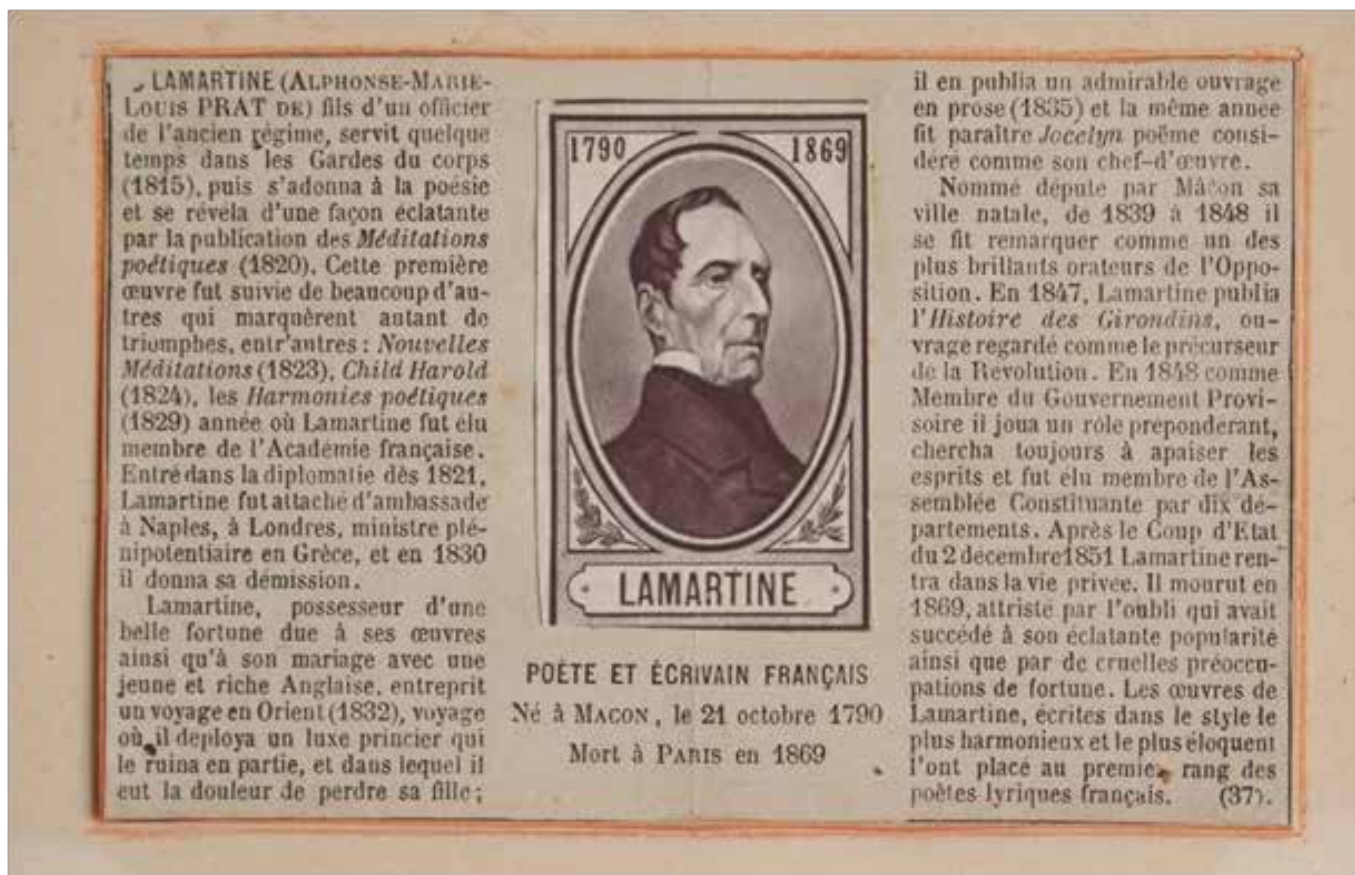 LAMARTINE (ALPHONSE-MARIE-
LOUIS PRAT DE) fils d'un officier
de l'ancien régime, servit quelque
temps dans les Gardes du corps
(1815), puis s'adonna à la poésie
et se révéla d'une façon éclatante
par la publication des Méditations
poétiques (1820). Cette première
œuvre fut suivie de beaucoup d'au-
tres qui marquèrent autant de
triomphes, entr'autres : Nouvelles
Méditations (1823), Child Harold
(1824), les Harmonies poétiques
(1829) année où Lamartine fut élu
membre de l'Académie française.
Entré dans la diplomatie dès 1821,
Lamartine fut attaché d'ambassade
à Naples, à Londres, ministre plé-
nipotentiaire en Grèce, et en 1830
il donna sa démission.
Lamartine, possesseur d'une
belle fortune due à ses œuvres
ainsi qu'à son mariage avec une
jeune et riche Anglaise, entreprit
un voyage en Orient (1832), voyage
où il déploya un luxe princier qui
le ruina en partie, et dans lequel il
eut la douleur de perdre sa fille ;
1790 1869
LAMARTINE
POÈTE ET ÉCRIVAIN FRANÇAIS
Né à MACON, le 21 octobre 1790
Mort à PARIS en 1869
il en publia un admirable ouvrage
en prose (1835) et la même année
fit paraître Jocelyn poème consi-
déré comme son chef-d'œuvre.
Nommé député par Mâcon sa
ville natale, de 1839 à 1848 il
se fit remarquer comme un des
plus brillants orateurs de l'Oppo-
sition. En 1847, Lamartine publia
l'Histoire des Girondins, ou-
vrage regardé comme le précurseur
de la Révolution. En 1848 comme
Membre du Gouvernement Provi-
soire il joua un rôle prépondérant,
chercha toujours à apaiser les
esprits et fut élu membre de l'As-
semblée Constituante par dix dé-
partements. Après le Coup d'Etat
du 2 décembre 1851 Lamartine ren-
tra dans la vie privée. Il mourut en
1869, attristé par l'oubli qui avait
succédé à son éclatante popularité
ainsi que par de cruelles préoccu-
pations de fortune. Les œuvres de
Lamartine, écrites dans le style le
plus harmonieux et le plus éloquent
l'ont placé au premier rang des
poètes lyriques français. (37).